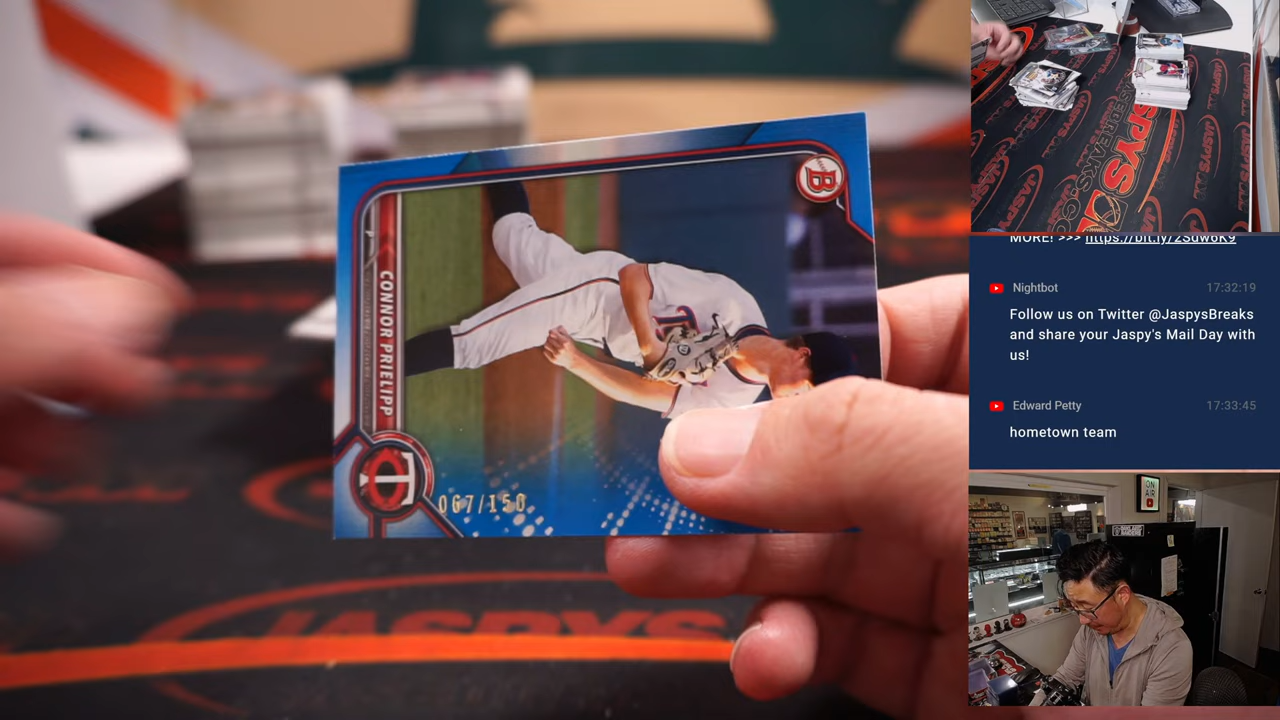 CONNOR PRIELIPP
B
T
067/150
JASPYS
JASPYS
MORE! >>> https://bit.ly/2Sdw6K9
Nightbot 17:32:19
Follow us on Twitter @JaspysBreaks
and share your Jaspy's Mail Day with
us!
Edward Petty 17:33:45
hometown team
ON
AIR